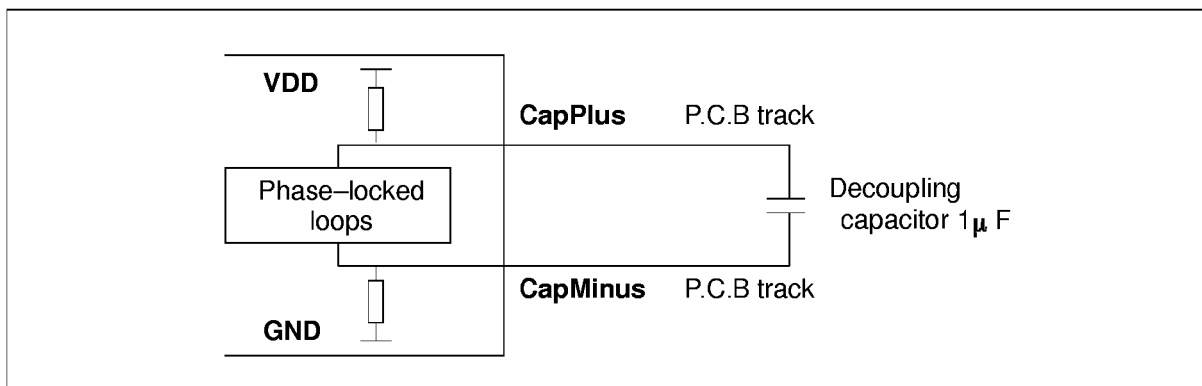 VDD
CapPlus P.C.B track
Phase–locked
loops
Decoupling
capacitor 1μ F
CapMinus P.C.B track
GND